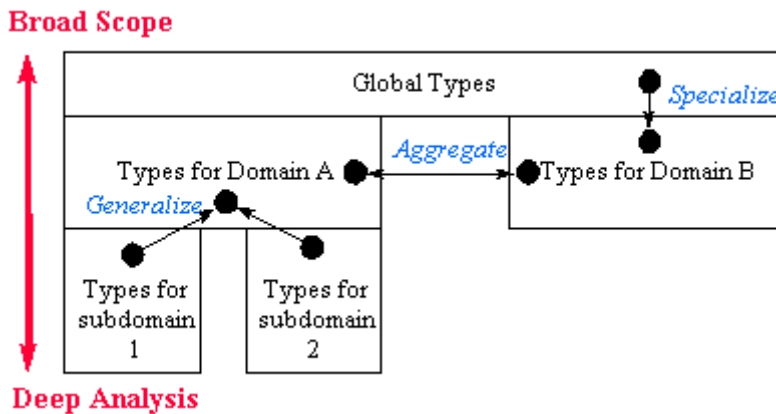 Broad Scope
Global Types
Specialize
Aggregate
Types for Domain A
Types for Domain B
Generalize
Types for
subdomain
1
Types for
subdomain
2
Deep Analysis